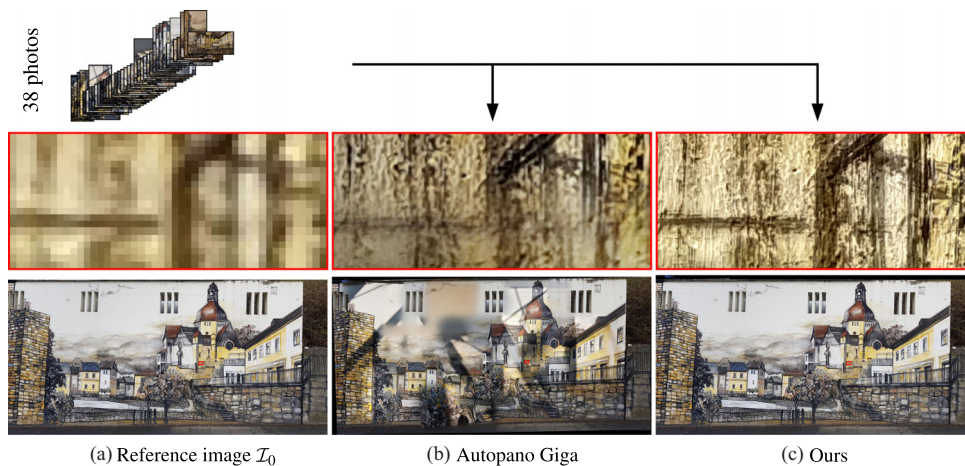 38 photos
(a) Reference image 𝓘₀
(b) Autopano Giga
(c) Ours